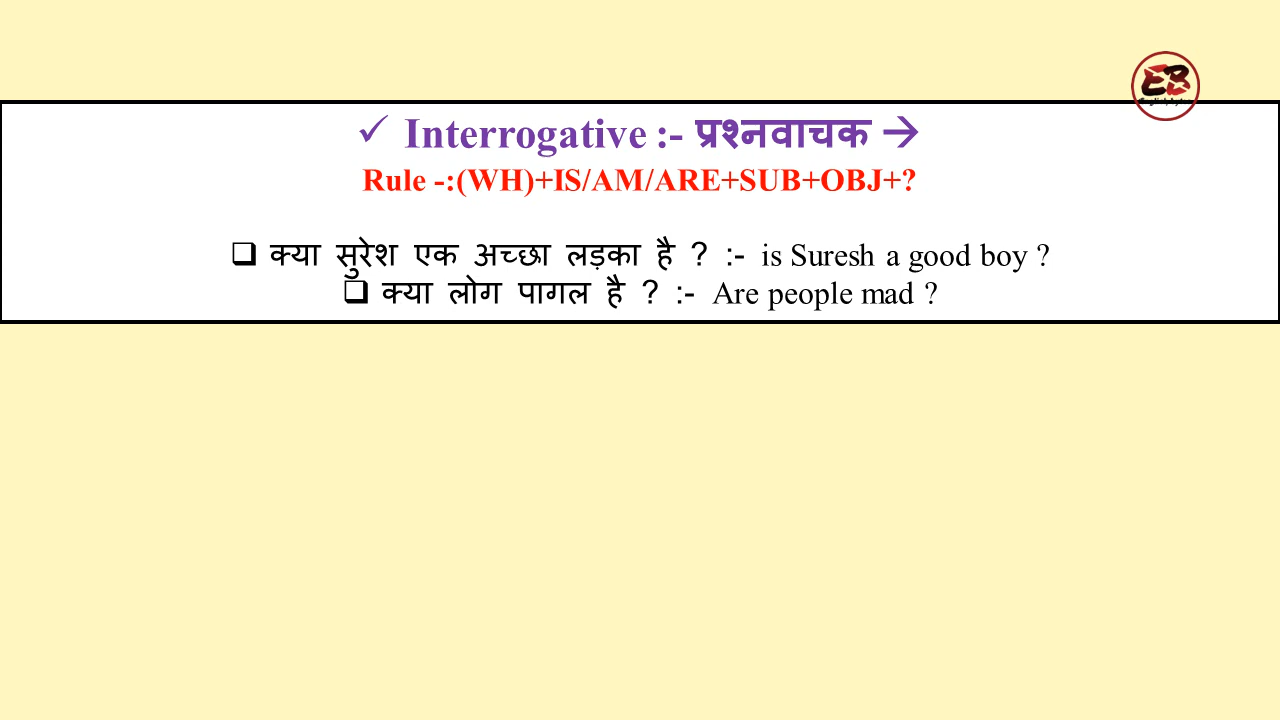 Interrogative :- प्रश्नवाचक →
Rule -:(WH)+IS/AM/ARE+SUB+OBJ+?
क्या सुरेश एक अच्छा लड़का है ? :- is Suresh a good boy ?
क्या लोग पागल है ? :- Are people mad ?
EB